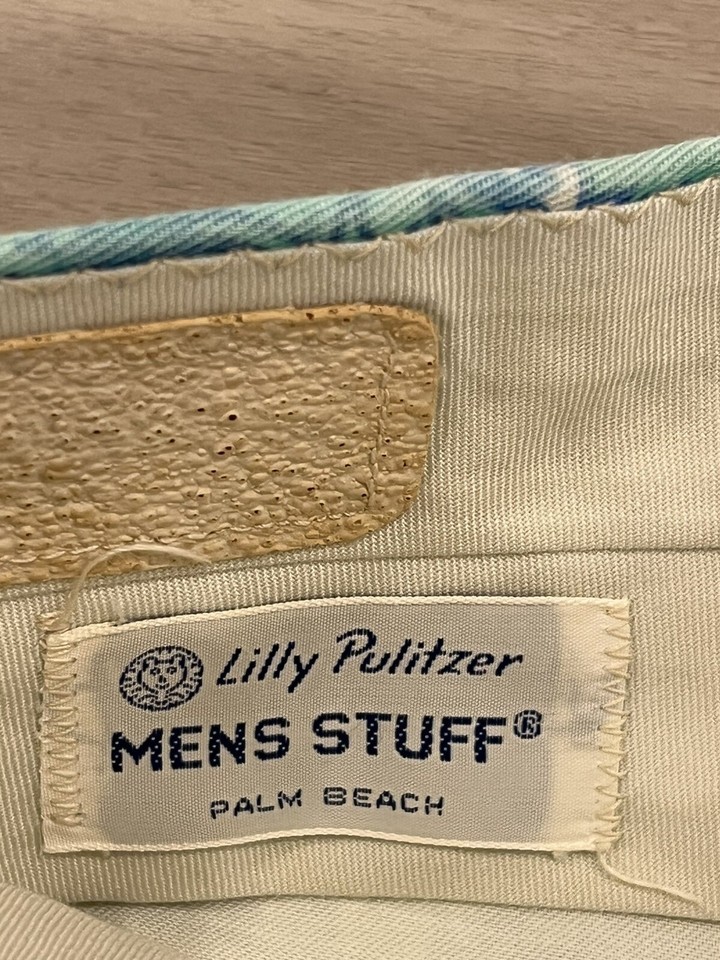 Lilly Pulitzer
MENS STUFF®
PALM BEACH